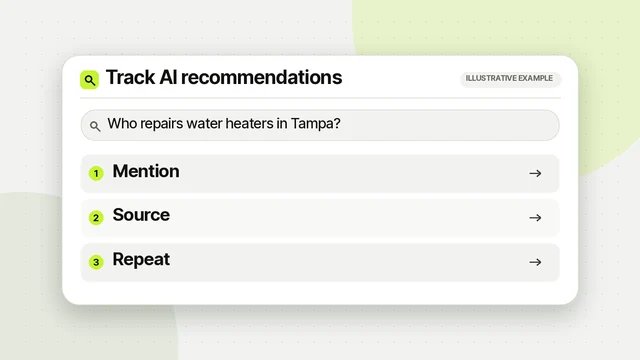 Track AI recommendations
ILLUSTRATIVE EXAMPLE
Who repairs water heaters in Tampa?
1 Mention
2 Source
3 Repeat